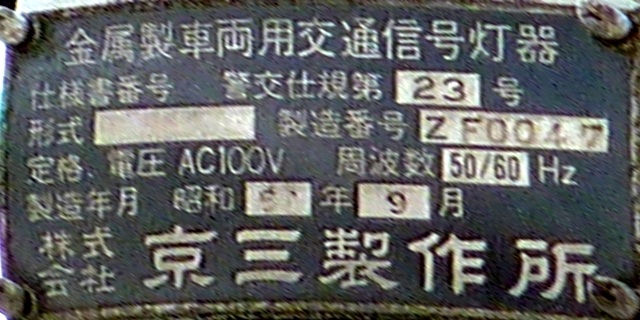 金属製車両用交通信号灯器
仕様書番号 警交仕規第 23 号
形式 製造番号 ZF0047
定格 電圧 AC100V 周波数 50/60 Hz
製造年月 昭和 年 9 月
株式会社 京三製作所